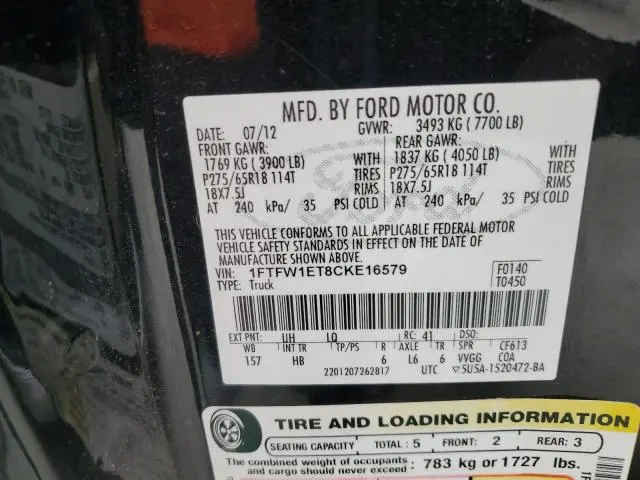 MFD. BY FORD MOTOR CO.
DATE: 07/12 GVWR: 3493 KG ( 7700 LB)
FRONT GAWR: REAR GAWR:
1769 KG ( 3900 LB) WITH 1837 KG ( 4050 LB) WITH
P275/65R18 114T TIRES P275/65R18 114T TIRES
18X7.5J RIMS 18X7.5J RIMS
AT 240 kPa/ 35 PSI COLD AT 240 kPa/ 35 PSI COLD
Ford
THIS VEHICLE CONFORMS TO ALL APPLICABLE FEDERAL MOTOR
VEHICLE SAFETY STANDARDS IN EFFECT ON THE DATE OF
MANUFACTURE SHOWN ABOVE.
VIN: 1FTFW1ET8CKE16579 F0140
TYPE: Truck T0450
EXT PNT: UH LQ RC: 41 DSO:
WB INT TR TP/PS R AXLE TR SPR CF613
157 HB 6 L6 6 VVGG COA
2201207262817 UTC 5U5A-1520472-BA
TIRE AND LOADING INFORMATION
SEATING CAPACITY TOTAL : 5 FRONT: 2 REAR: 3
The combined weight of occupants
and cargo should never exceed : 783 kg or 1727 lbs.